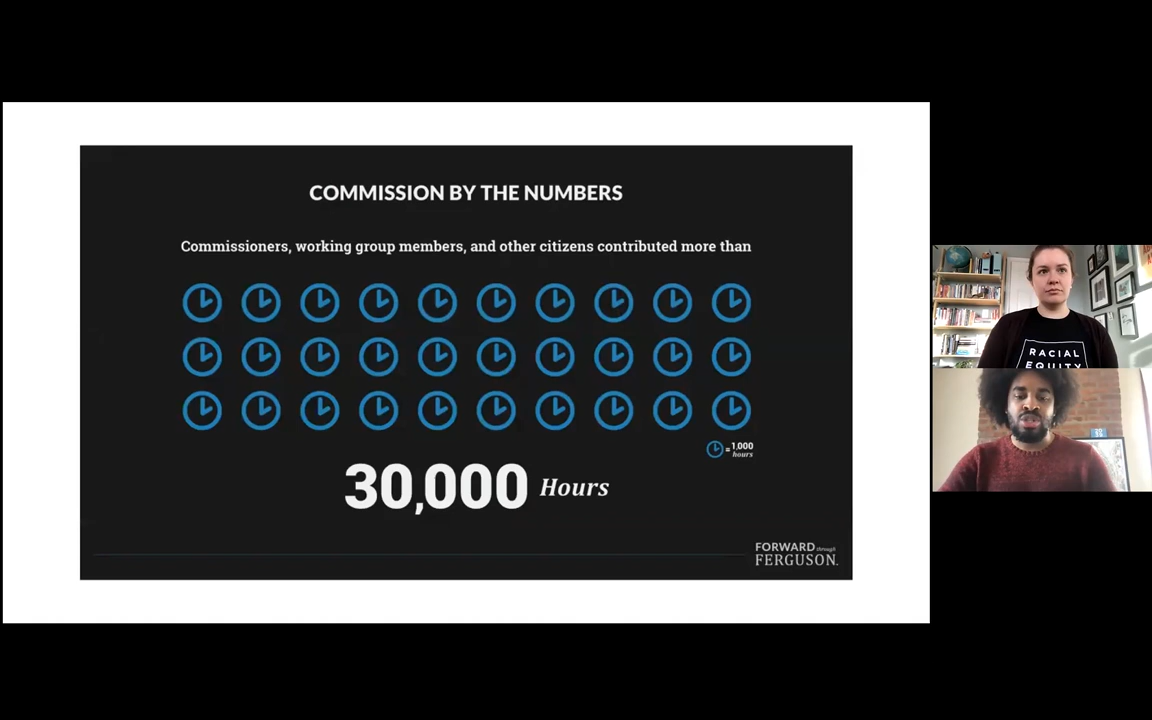 COMMISSION BY THE NUMBERS
Commissioners, working group members, and other citizens contributed more than
= 1,000
hours
30,000 Hours
FORWARD through
FERGUSON.
RACIAL
EQUITY